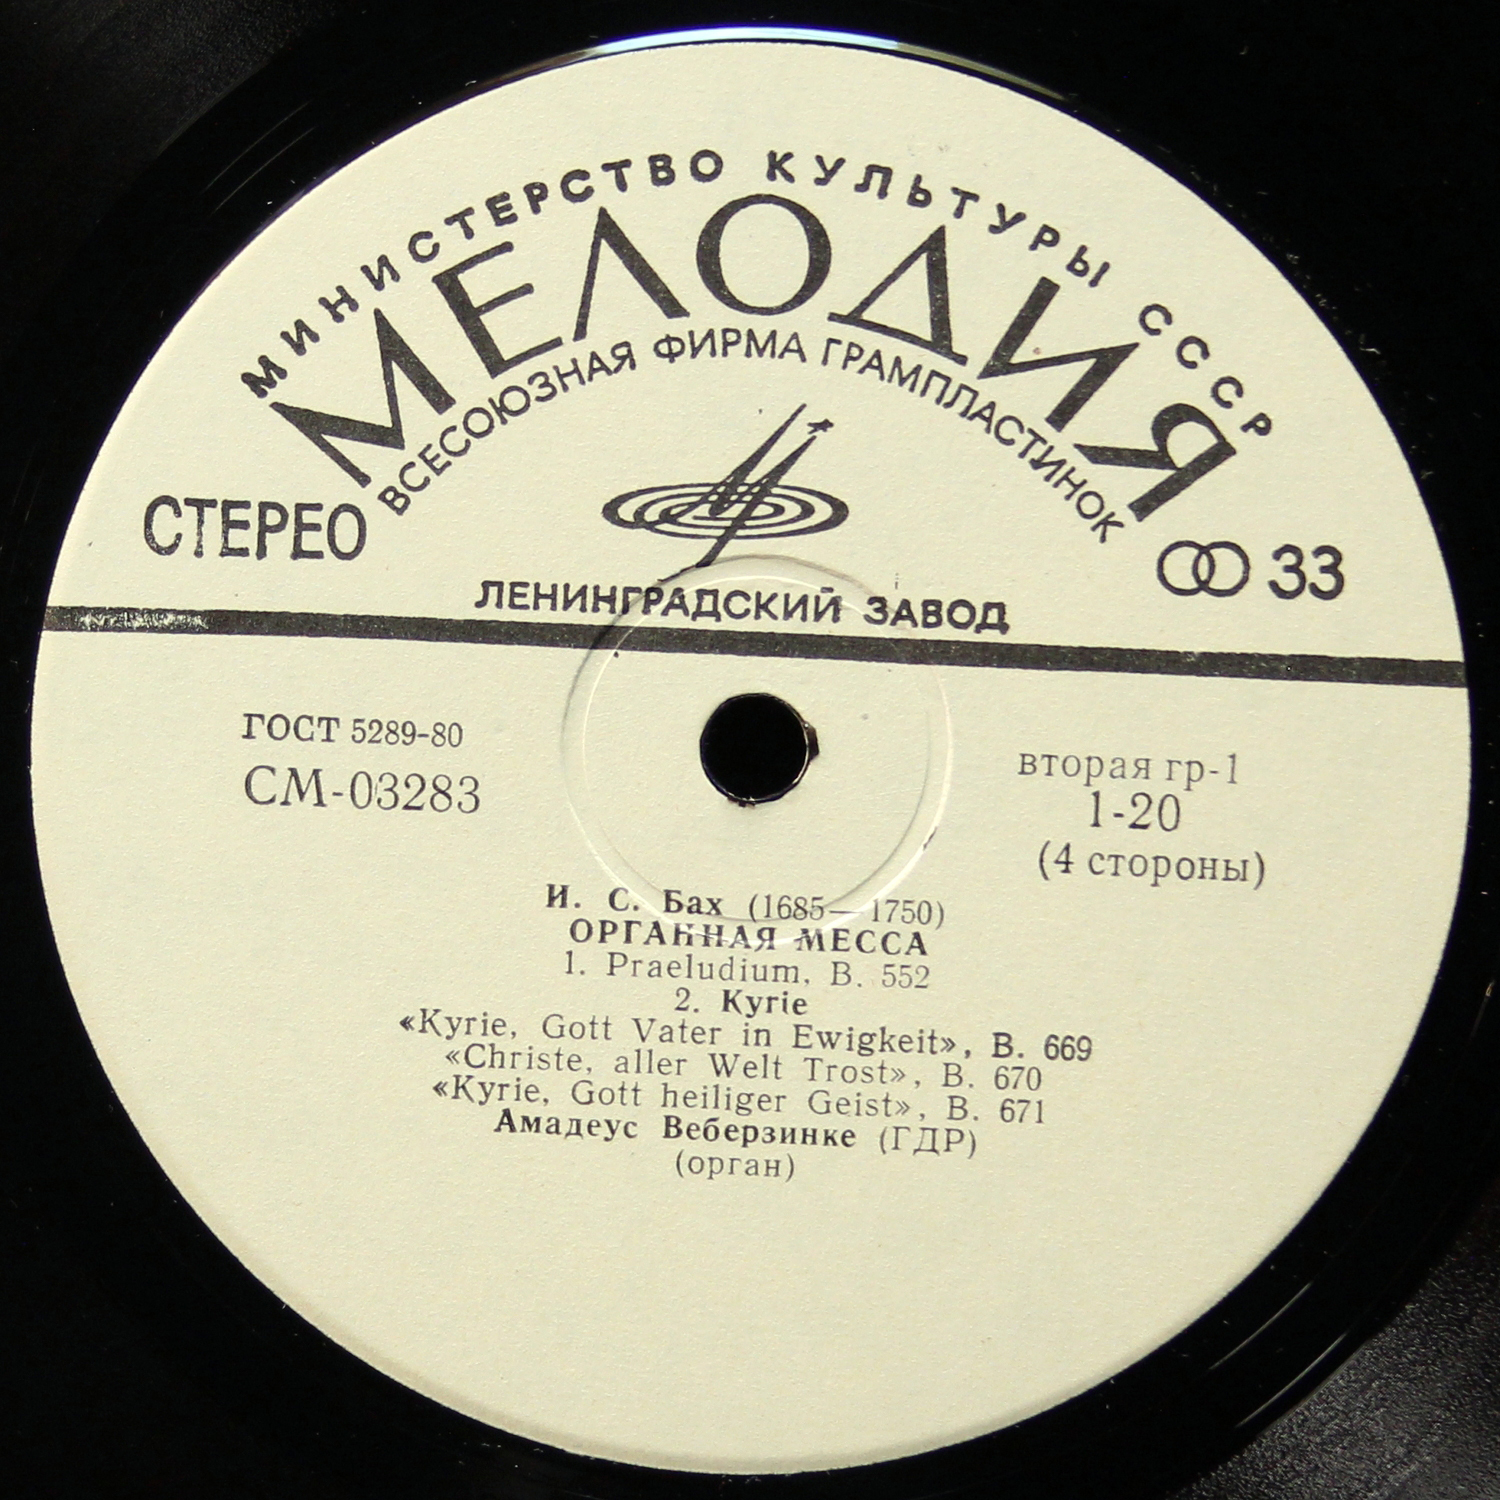 МИНИСТЕРСТВО КУЛЬТУРЫ СССР
МЕЛОДИЯ
ВСЕСОЮЗНАЯ ФИРМА ГРАМПЛАСТИНОК
СТЕРЕО
33
ЛЕНИНГРАДСКИЙ ЗАВОД
ГОСТ 5289-80
СМ-03283
вторая гр-1
1-20
(4 стороны)
И. С. Бах (1685—1750)
ОРГАННАЯ МЕССА
1. Praeludium, B. 552
2. Kyrie
«Kyrie, Gott Vater in Ewigkeit», B. 669
«Christe, aller Welt Trost», B. 670
«Kyrie, Gott heiliger Geist», B. 671
Амадеус Веберзинке (ГДР)
(орган)